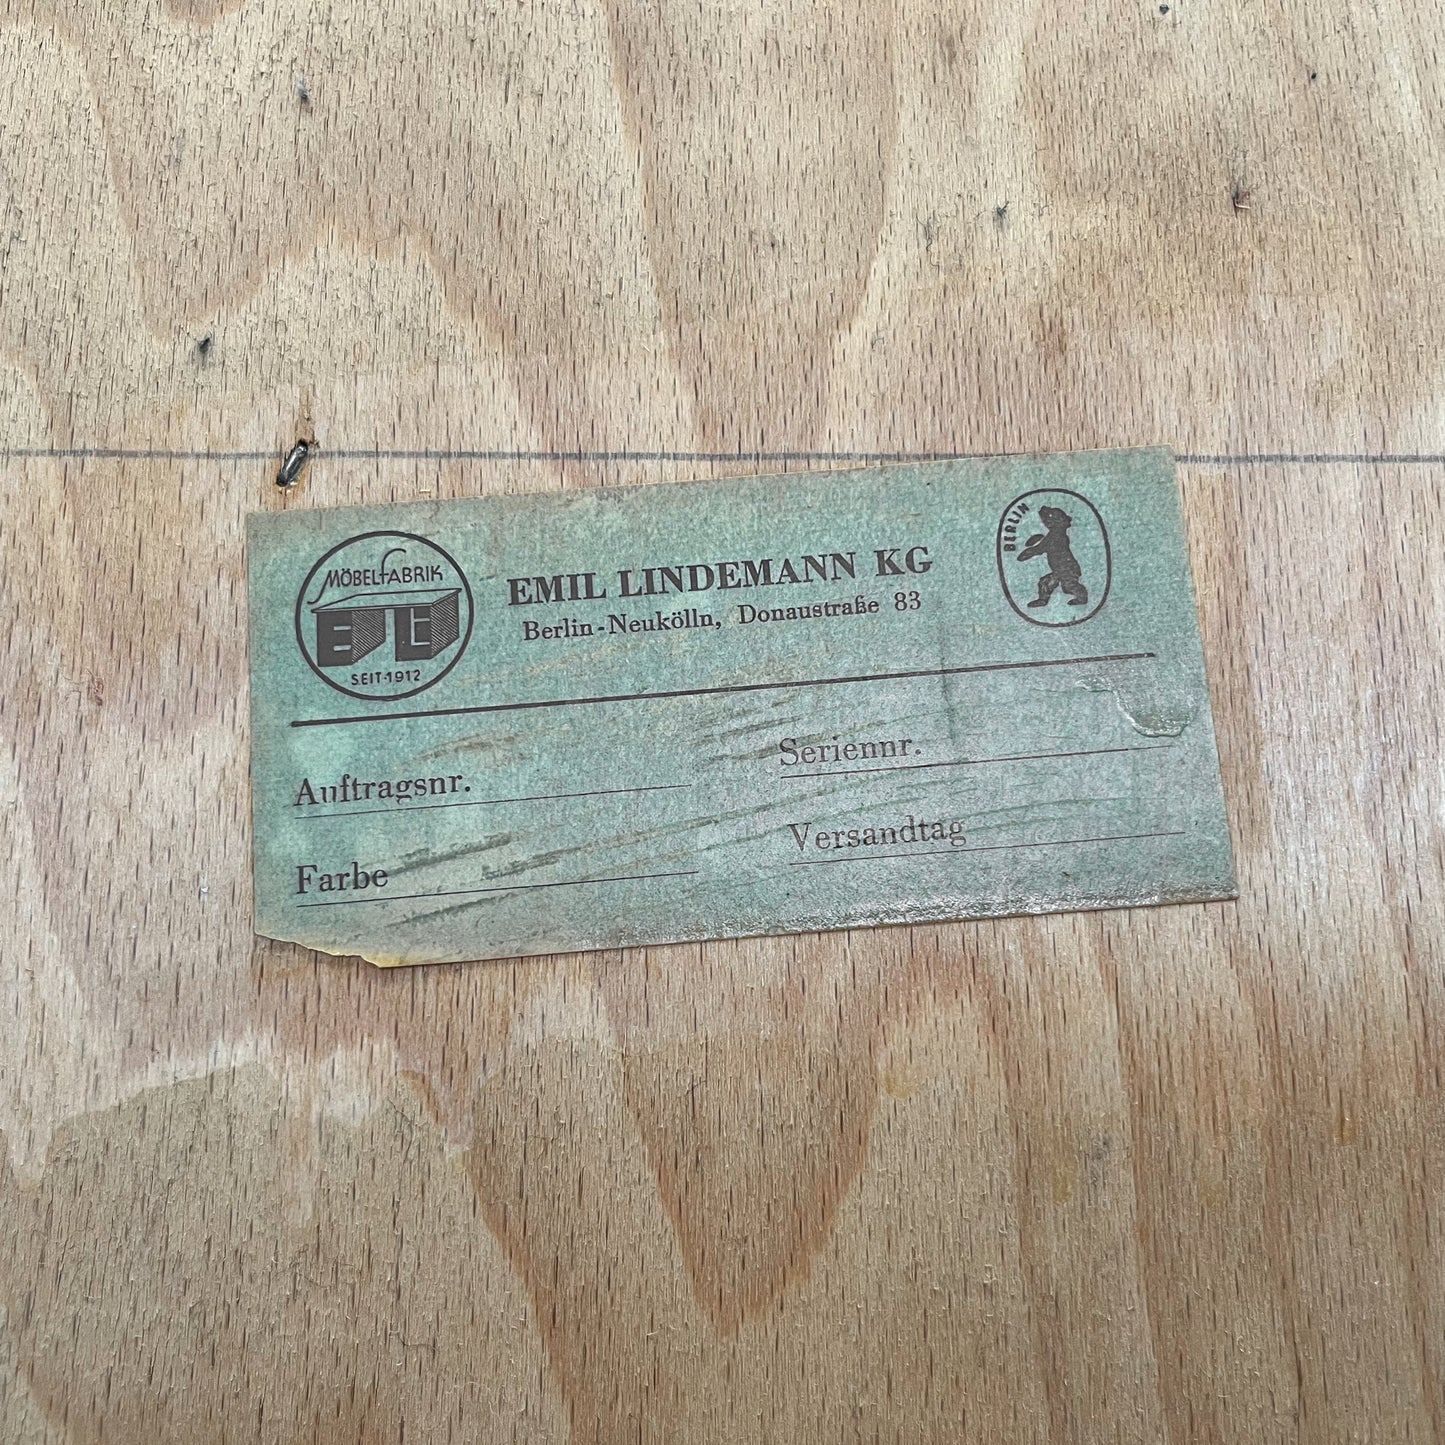 MÖBELFABRIK
EL
SEIT 1912
EMIL LINDEMANN KG
Berlin-Neukölln, Donaustraße 83
BERLIN
Auftragsnr.
Seriennr.
Farbe
Versandtag